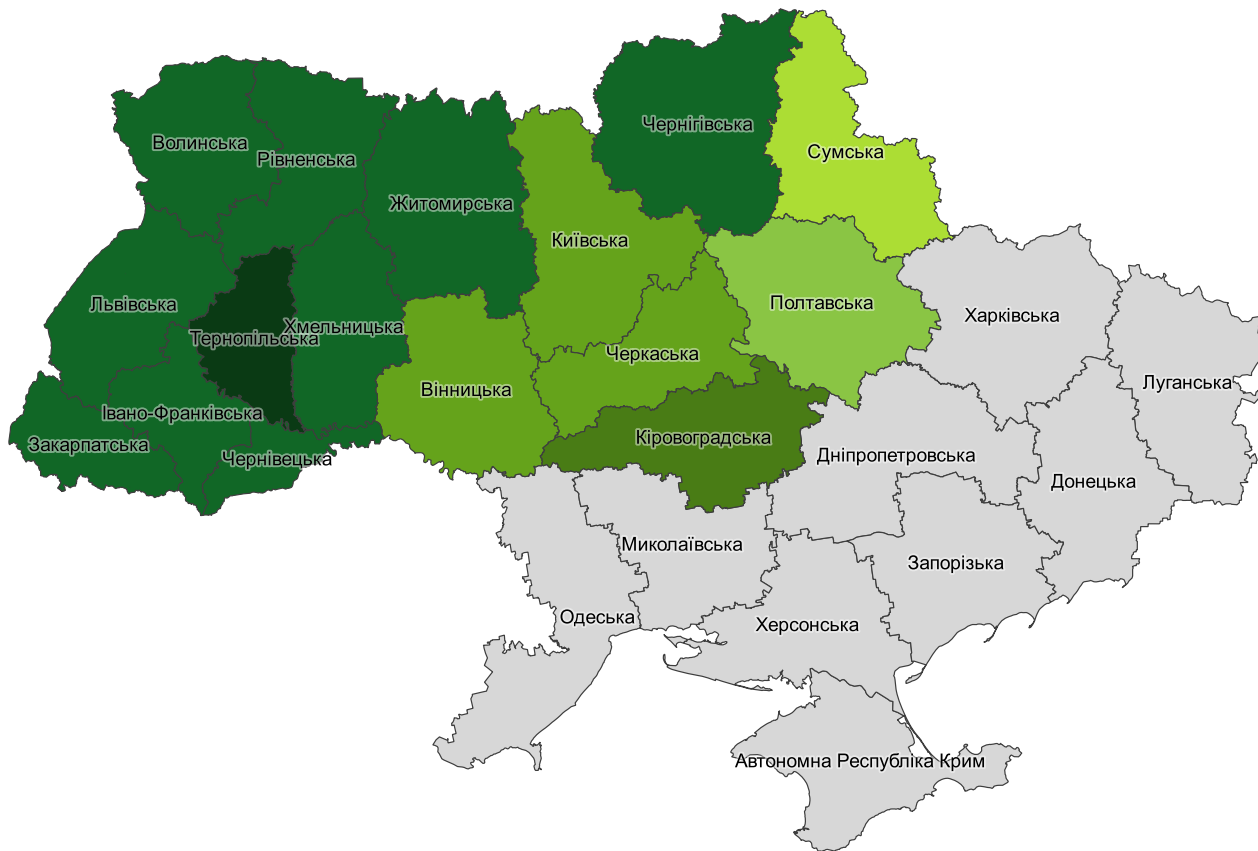 Чернігівська
Сумська
Волинська
Рівненська
Житомирська
Київська
Львівська
Полтавська
Харківська
Хмельницька
Тернопільська
Черкаська
Луганська
Вінницька
Івано-Франківська
Кіровоградська
Закарпатська
Чернівецька
Дніпропетровська
Донецька
Миколаївська
Запорізька
Одеська
Херсонська
Автономна Республіка Крим